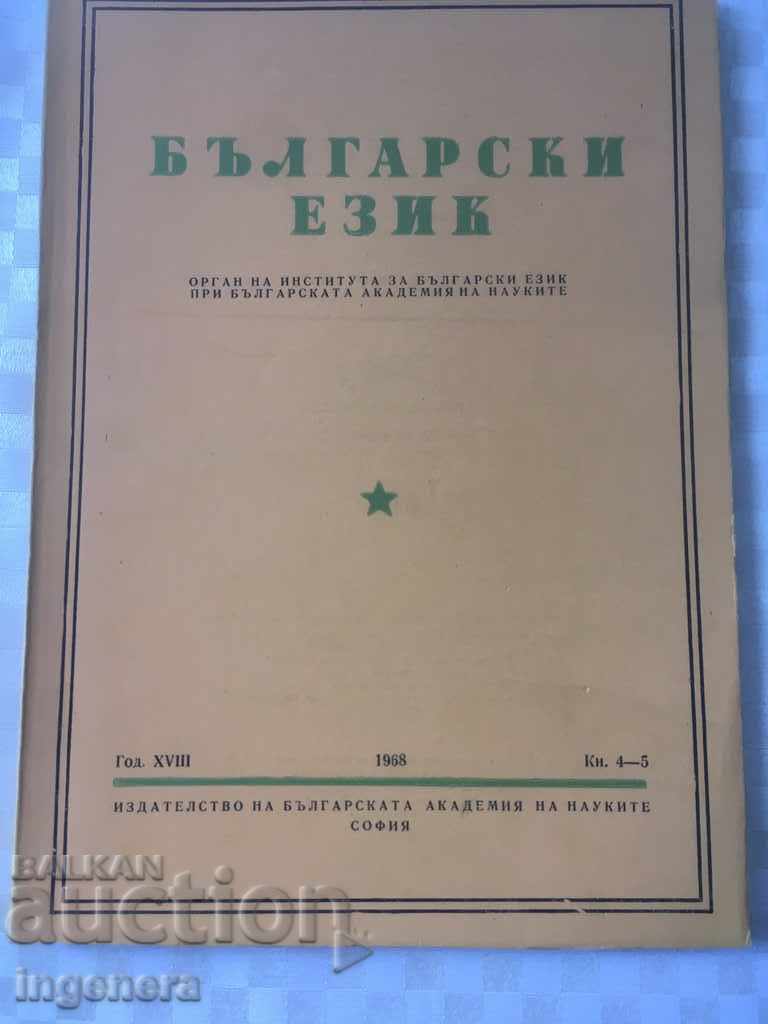 БЪЛГАРСКИ
ЕЗИК
ОРГАН НА ИНСТИТУТА ЗА БЪЛГАРСКИ ЕЗИК
ПРИ БЪЛГАРСКАТА АКАДЕМИЯ НА НАУКИТЕ
Год. XVIII 1968 Кн. 4—5
ИЗДАТЕЛСТВО НА БЪЛГАРСКАТА АКАДЕМИЯ НА НАУКИТЕ
СОФИЯ
BALKAN
auction
ingenera